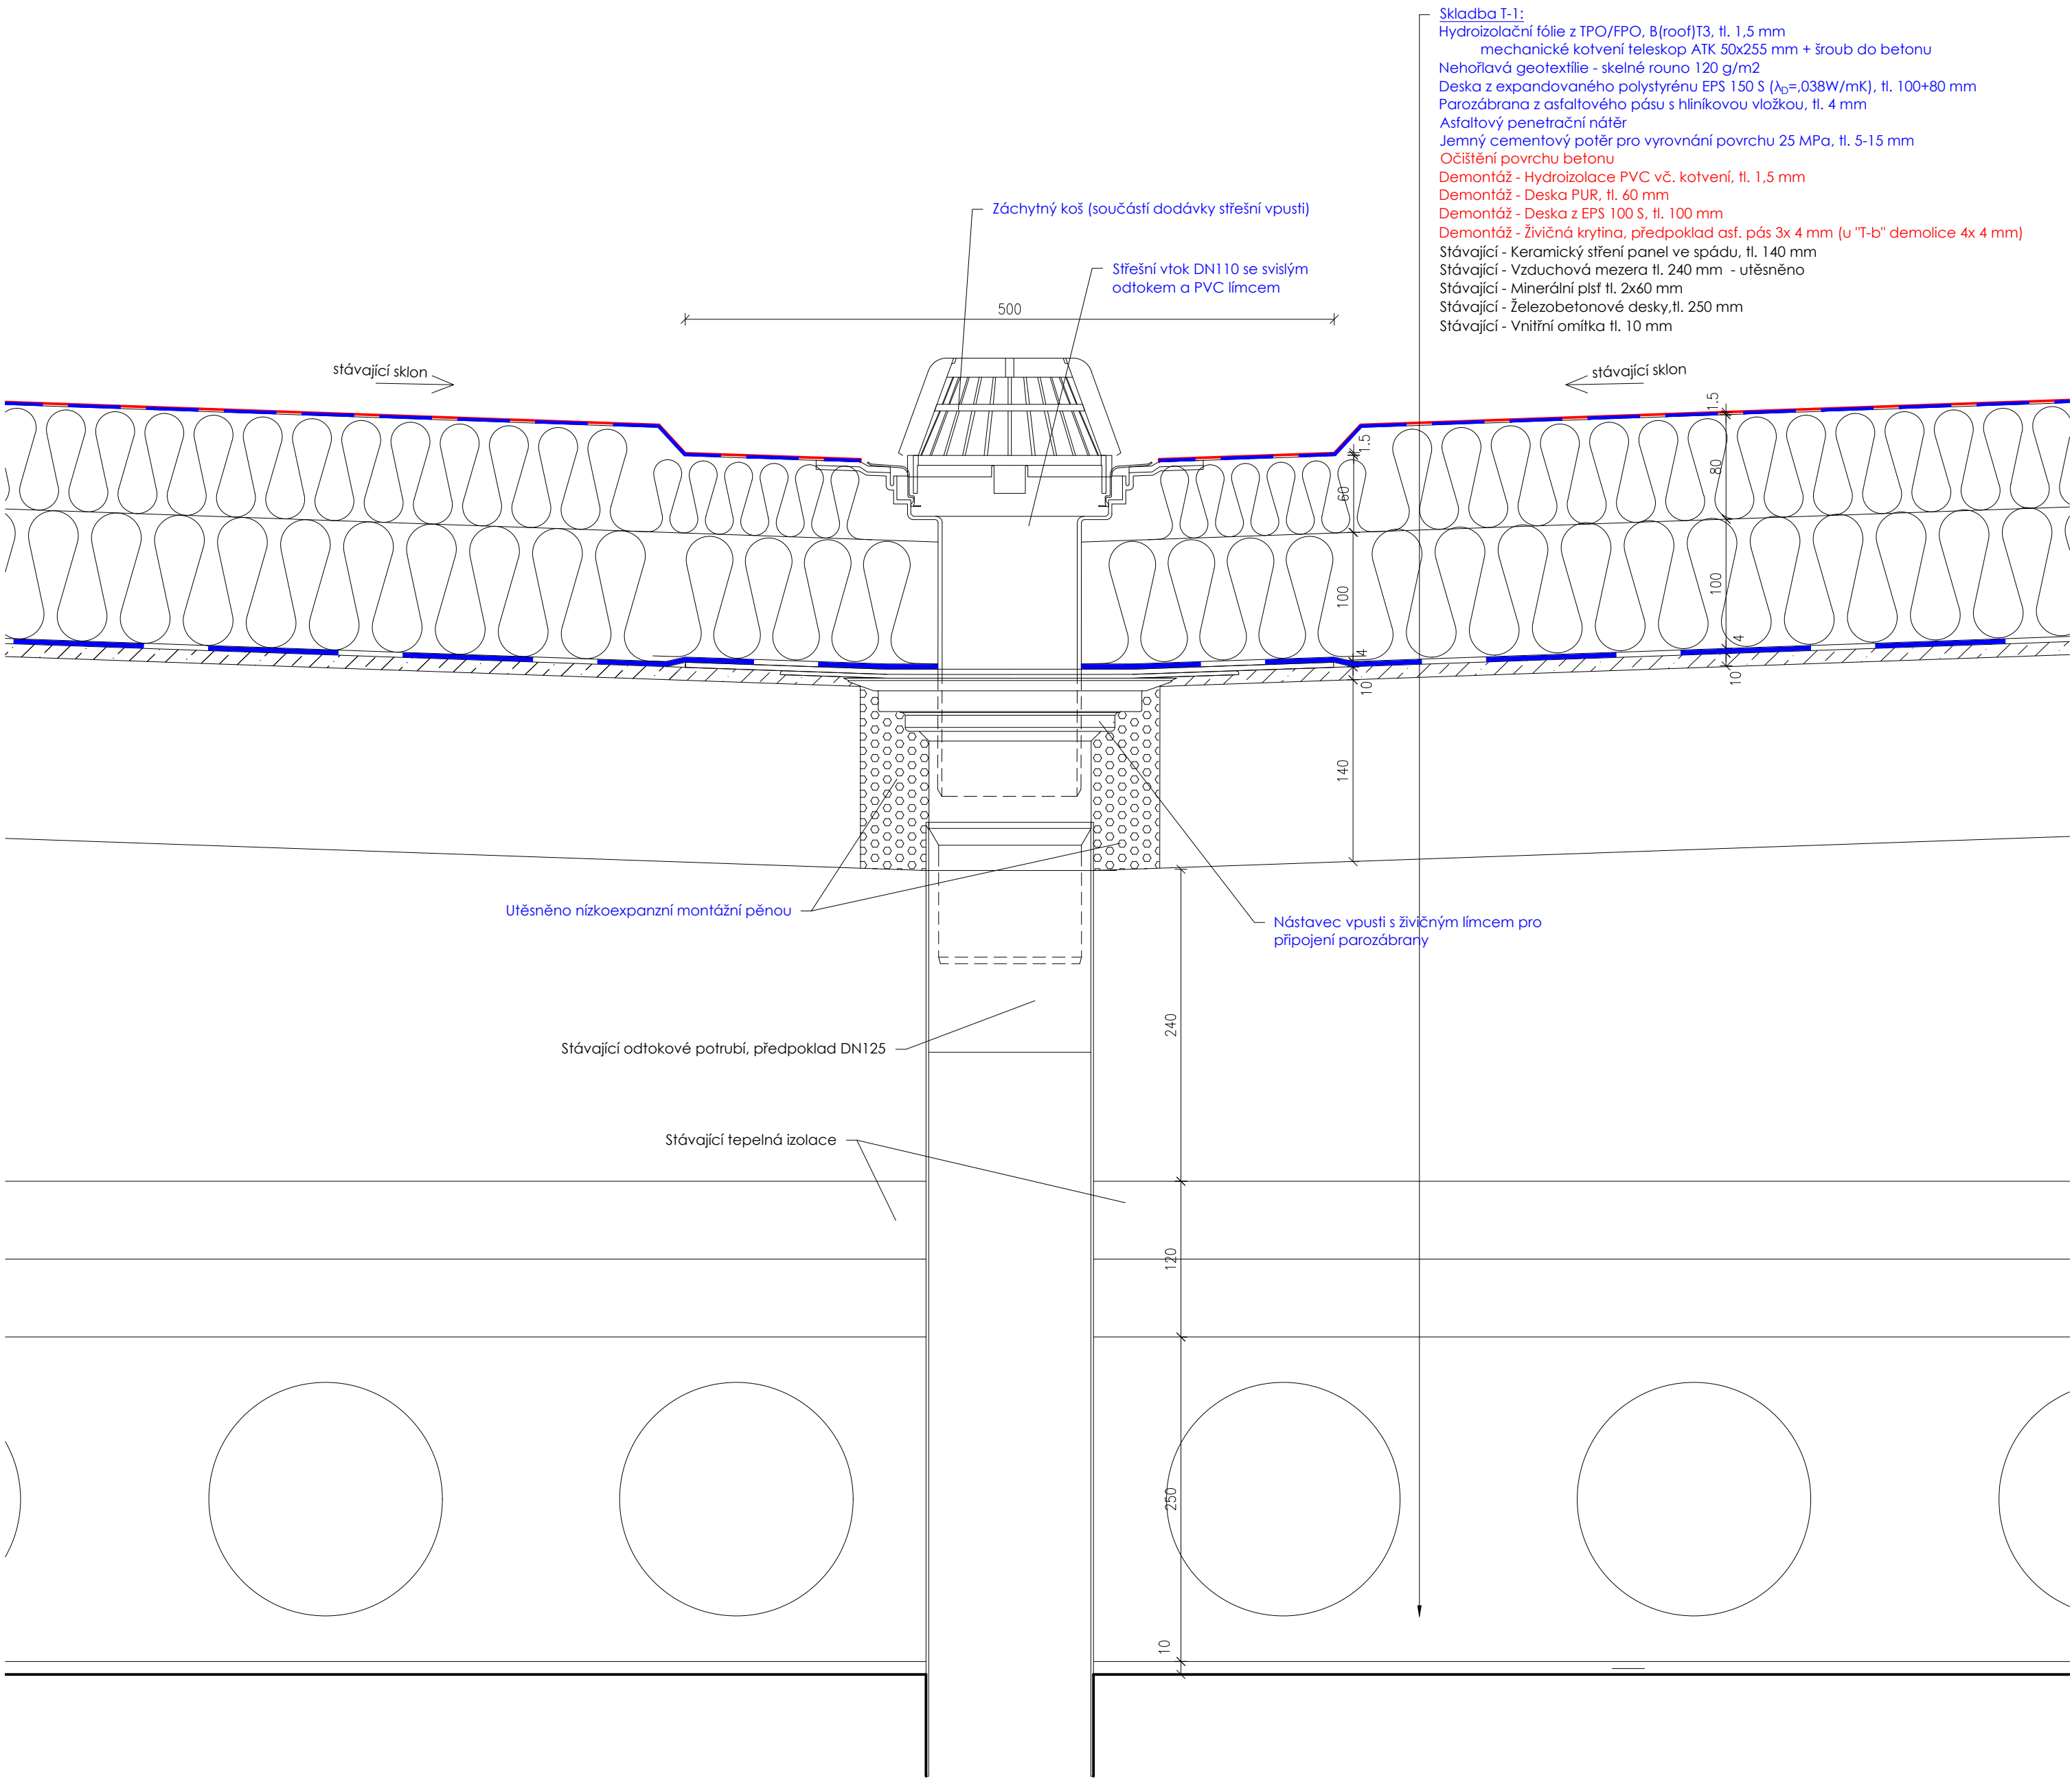 Skladba T-1:
Hydroizolační fólie z TPO/FPO, B(roof)T3, tl. 1,5 mm
mechanické kotvení teleskop ATK 50x255 mm + šroub do betonu
Nehořlavá geotextílie - skelné rouno 120 g/m2
Deska z expandovaného polystyrénu EPS 150 S (λD=,038W/mK), tl. 100+80 mm
Parozábrana z asfaltového pásu s hliníkovou vložkou, tl. 4 mm
Asfaltový penetrační nátěr
Jemný cementový potěr pro vyrovnání povrchu 25 MPa, tl. 5-15 mm
Očištění povrchu betonu
Demontáž - Hydroizolace PVC vč. kotvení, tl. 1,5 mm
Demontáž - Deska PUR, tl. 60 mm
Demontáž - Deska z EPS 100 S, tl. 100 mm
Demontáž - Živičná krytina, předpoklad asf. pás 3x 4 mm (u "T-b" demolice 4x 4 mm)
Stávající - Keramický stření panel ve spádu, tl. 140 mm
Stávající - Vzduchová mezera tl. 240 mm - utěsněno
Stávající - Minerální plsť tl. 2x60 mm
Stávající - Železobetonové desky,tl. 250 mm
Stávající - Vnitřní omítka tl. 10 mm
Záchytný koš (součástí dodávky střešní vpusti)
Střešní vtok DN110 se svislým
odtokem a PVC límcem
500
stávající sklon
stávající sklon
1.5
80
100
4
10
1.5
60
100
4
10
140
Utěsněno nízkoexpanzní montážní pěnou
Nástavec vpusti s živičným límcem pro
připojení parozábrany
240
Stávající odtokové potrubí, předpoklad DN125
Stávající tepelná izolace
120
250
10